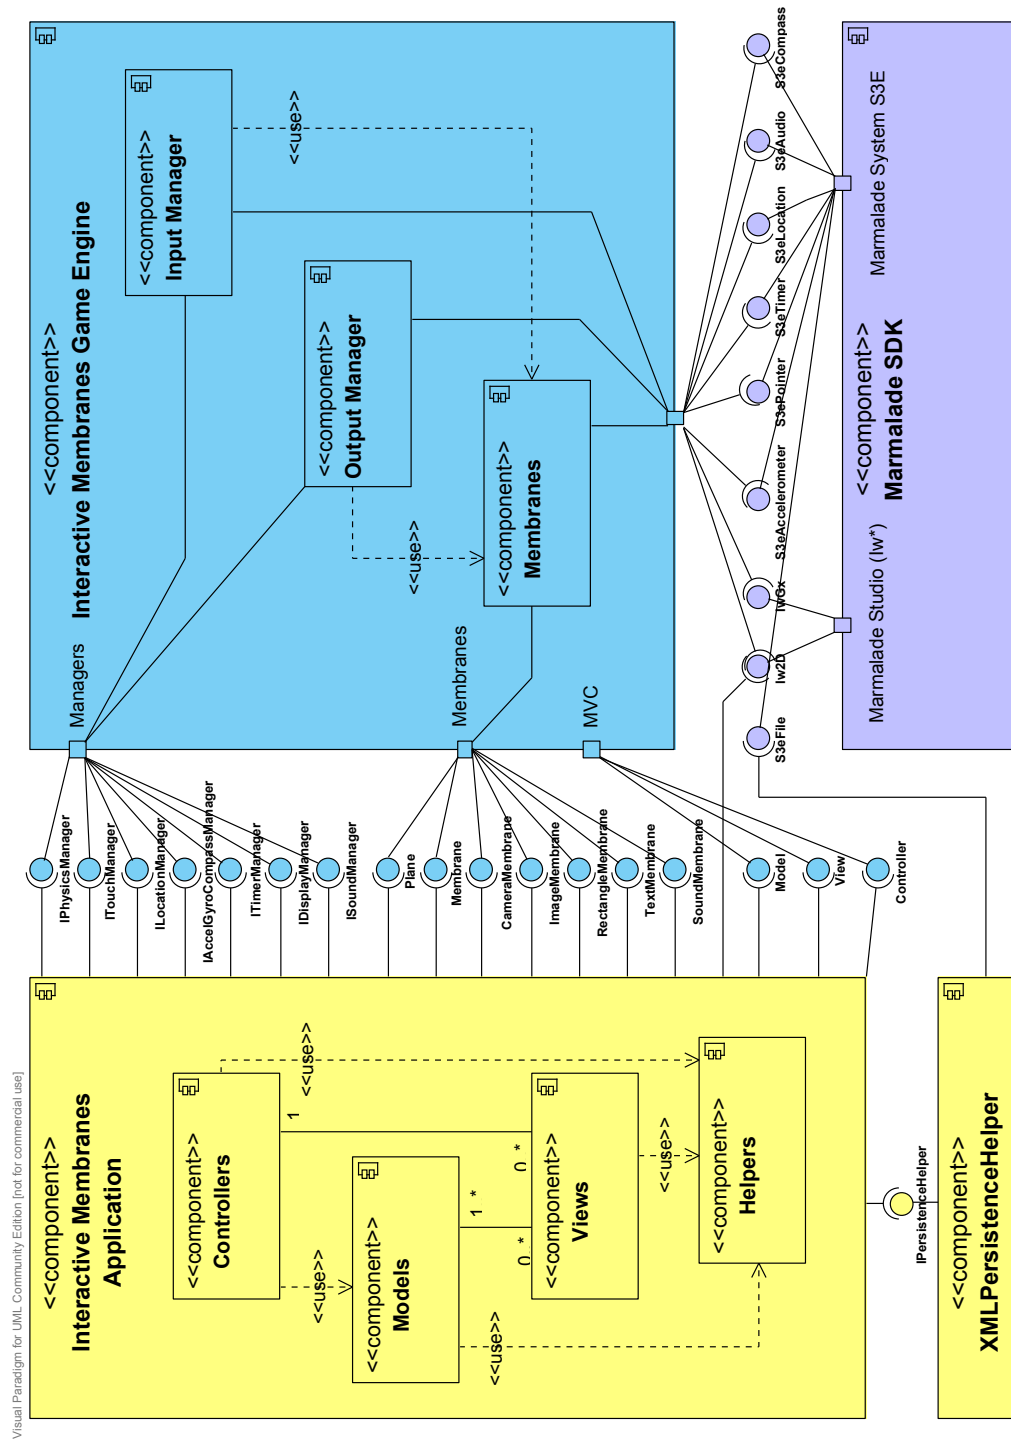 Visual Paradigm for UML Community Edition [not for commercial use]
<<component>>
Interactive Membranes
Application
<<component>>
Controllers
<<use>>
<<component>>
Models
<<use>>
<<use>>
1
0..*
1..*
0..*
<<component>>
Views
<<use>>
<<component>>
Helpers
IPersistenceHelper
<<component>>
XMLPersistenceHelper
IPhysicsManager
ITouchManager
ILocationManager
IAccelGyroCompassManager
ITimerManager
IDisplayManager
ISoundManager
Plane
Membrane
CameraMembrane
ImageMembrane
RectangleMembrane
TextMembrane
SoundMembrane
Model
View
Controller
<<component>>
Interactive Membranes Game Engine
Managers
Membranes
MVC
<<component>>
Input Manager
<<use>>
<<component>>
Output Manager
<<use>>
<<component>>
Membranes
S3eFile
Iw2D
IwGx
S3eAccelerometer
S3ePointer
S3eTimer
S3eLocation
S3eAudio
S3eCompass
Marmalade Studio (Iw*)
Marmalade System S3E
<<component>>
Marmalade SDK